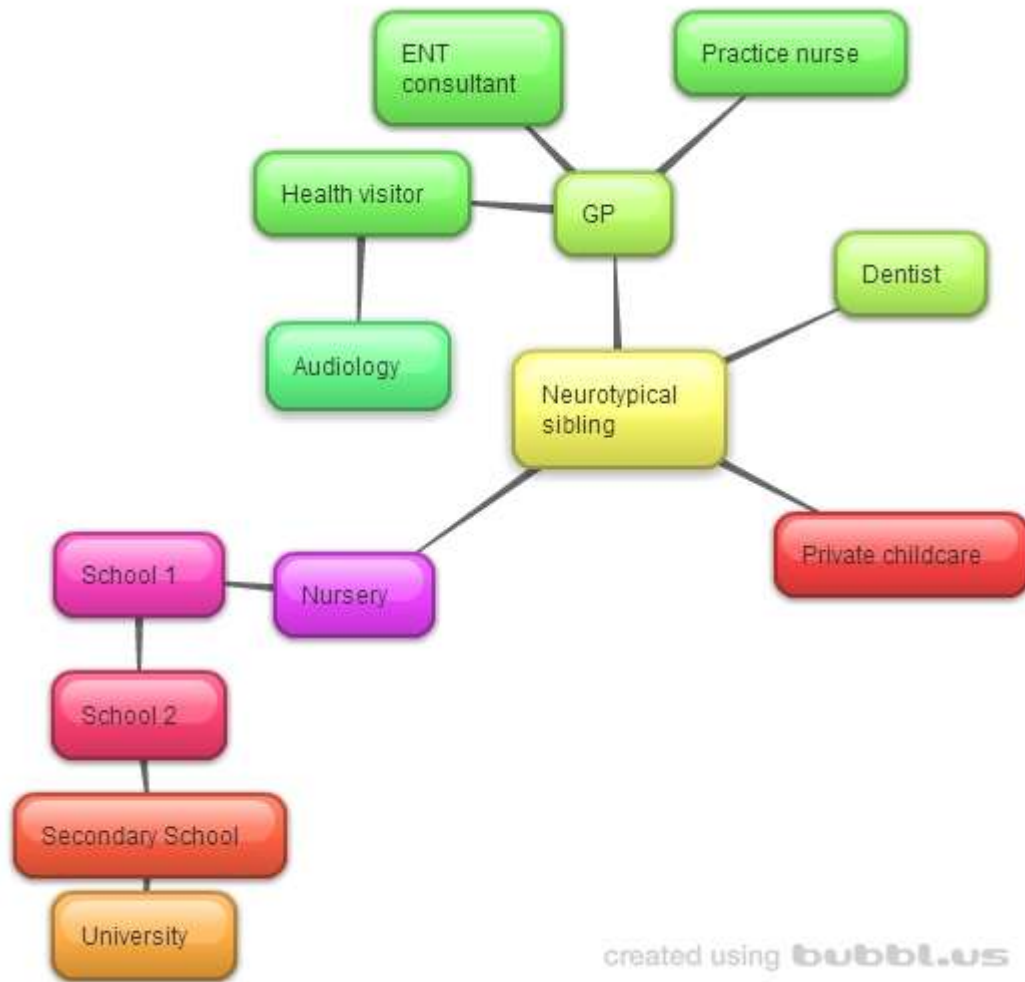 ENT
consultant
Practice nurse
Health visitor
GP
Dentist
Audiology
Neurotypical
sibling
School 1
Nursery
Private childcare
School 2
Secondary School
University
created using bubbl.us